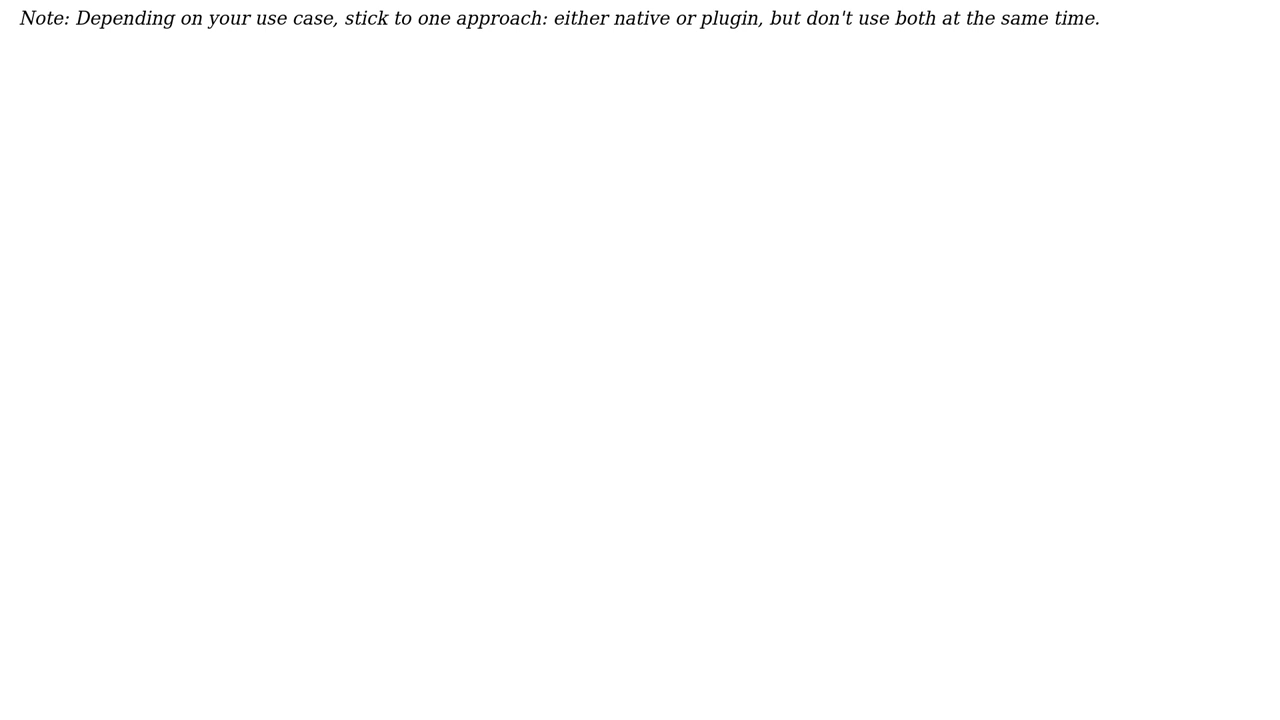 Note: Depending on your use case, stick to one approach: either native or plugin, but don't use both at the same time.